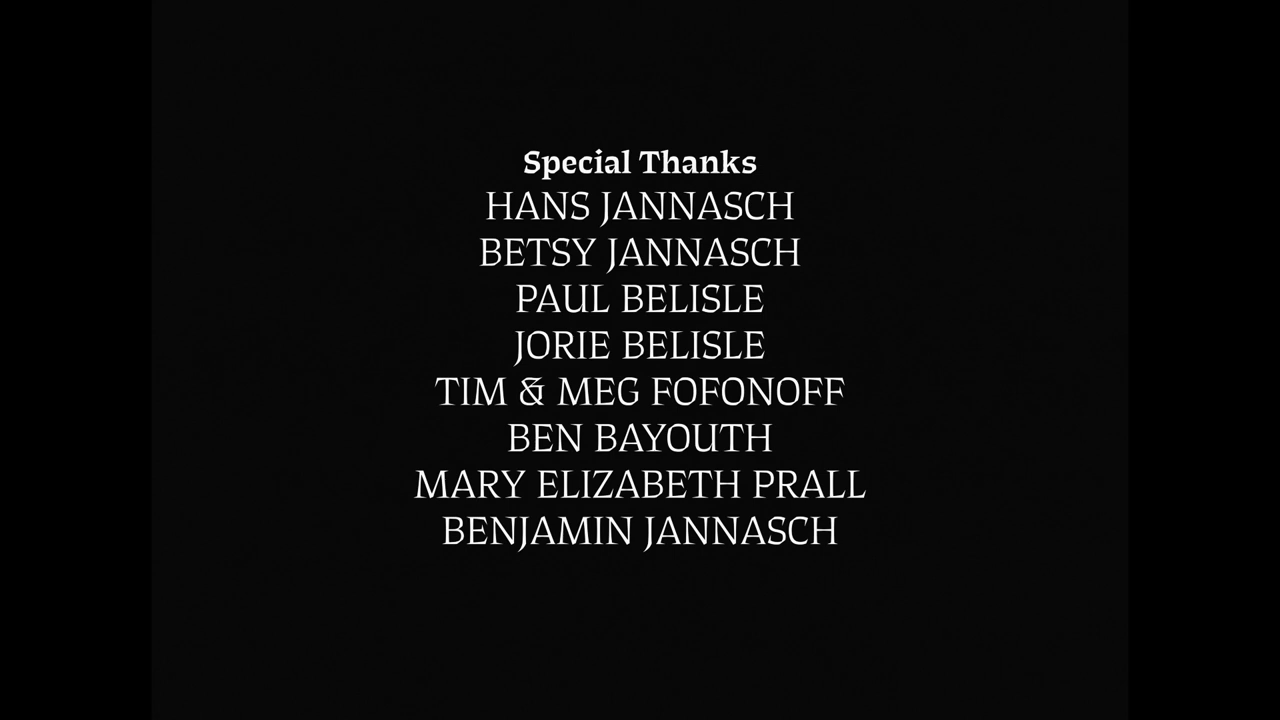 Special Thanks
HANS JANNASCH
BETSY JANNASCH
PAUL BELISLE
JORIE BELISLE
TIM & MEG FOFONOFF
BEN BAYOUTH
MARY ELIZABETH PRALL
BENJAMIN JANNASCH